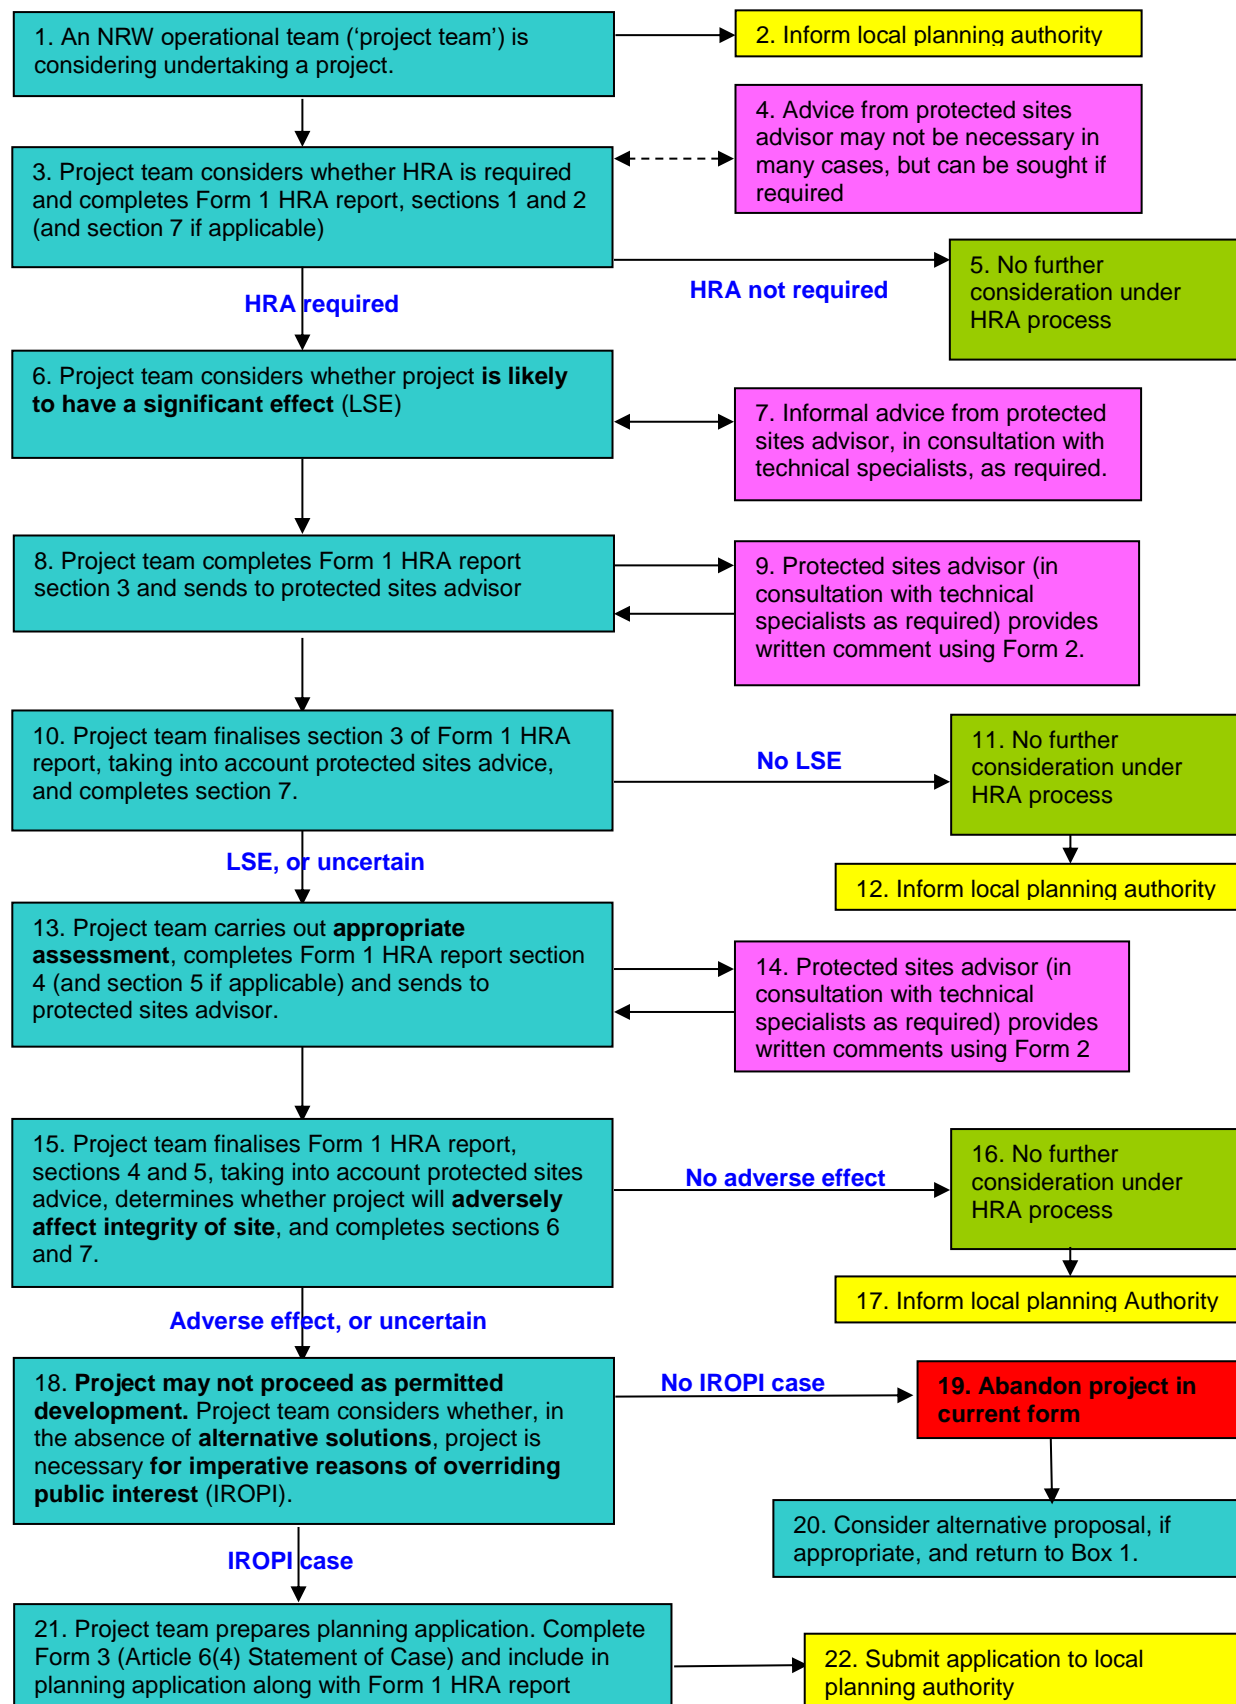 1. An NRW operational team (‘project team’) is
considering undertaking a project.
2. Inform local planning authority
3. Project team considers whether HRA is required
and completes Form 1 HRA report, sections 1 and 2
(and section 7 if applicable)
4. Advice from protected sites
advisor may not be necessary in
many cases, but can be sought if
required
HRA required
HRA not required
5. No further
consideration under
HRA process
6. Project team considers whether project is likely
to have a significant effect (LSE)
7. Informal advice from protected
sites advisor, in consultation with
technical specialists, as required.
8. Project team completes Form 1 HRA report
section 3 and sends to protected sites advisor
9. Protected sites advisor (in
consultation with technical
specialists as required) provides
written comment using Form 2.
10. Project team finalises section 3 of Form 1 HRA
report, taking into account protected sites advice,
and completes section 7.
No LSE
11. No further
consideration under
HRA process
12. Inform local planning authority
LSE, or uncertain
13. Project team carries out appropriate
assessment, completes Form 1 HRA report section
4 (and section 5 if applicable) and sends to
protected sites advisor.
14. Protected sites advisor (in
consultation with technical
specialists as required) provides
written comments using Form 2
15. Project team finalises Form 1 HRA report,
sections 4 and 5, taking into account protected sites
advice, determines whether project will adversely
affect integrity of site, and completes sections 6
and 7.
No adverse effect
16. No further
consideration under
HRA process
17. Inform local planning Authority
Adverse effect, or uncertain
18. Project may not proceed as permitted
development. Project team considers whether, in
the absence of alternative solutions, project is
necessary for imperative reasons of overriding
public interest (IROPI).
No IROPI case
19. Abandon project in
current form
20. Consider alternative proposal, if
appropriate, and return to Box 1.
IROPI case
21. Project team prepares planning application. Complete
Form 3 (Article 6(4) Statement of Case) and include in
planning application along with Form 1 HRA report
22. Submit application to local
planning authority